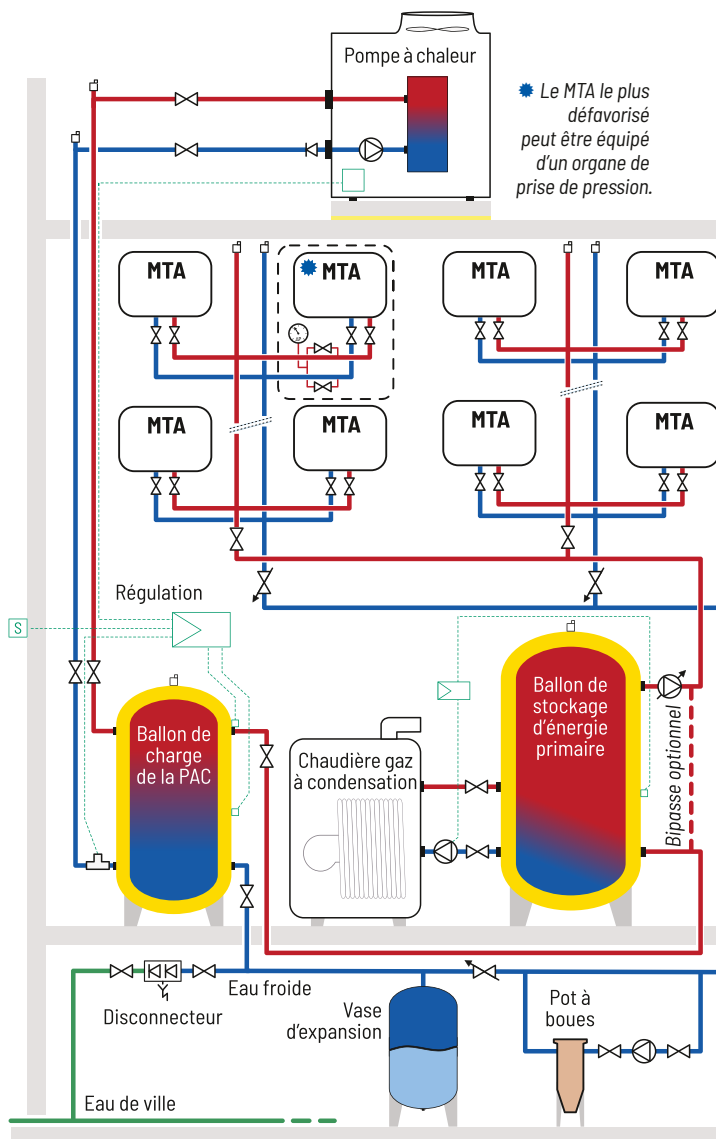 Pompe à chaleur
Le MTA le plus
défavorisé
peut être équipé
d'un organe de
prise de pression.
MTA
MTA
MTA
MTA
MTA
MTA
MTA
MTA
Régulation
S
Ballon de
charge
de la PAC
Chaudière gaz
à condensation
Ballon de
stockage
d'énergie
primaire
Bipasse optionnel
Eau froide
Disconnecteur
Vase
d'expansion
Pot à
boues
Eau de ville